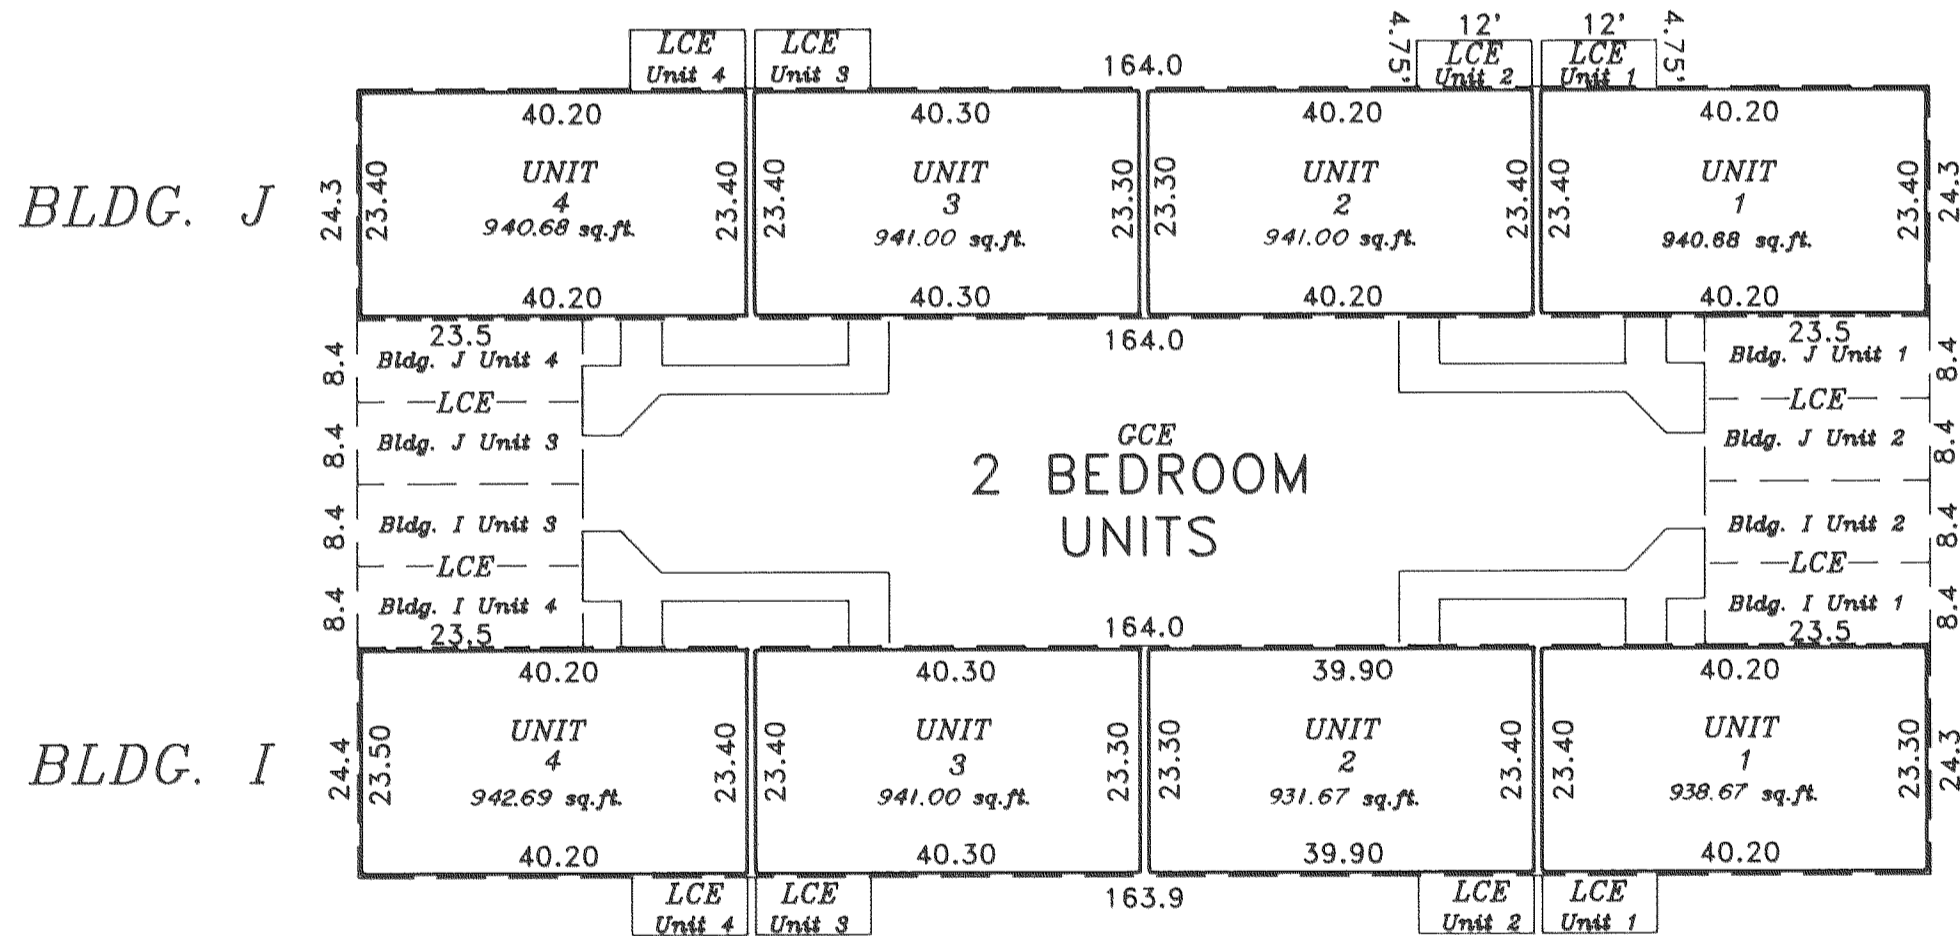 LCE
Unit 4
LCE
Unit 3
164.0
4.75'
12'
LCE
Unit 2
12'
LCE
Unit 1
4.75'
BLDG. J
24.3
23.40
40.20
UNIT
4
940.68 sq.ft.
40.20
23.40
23.40
40.30
UNIT
3
941.00 sq.ft.
40.30
23.30
23.30
40.20
UNIT
2
941.00 sq.ft.
40.20
23.40
23.40
40.20
UNIT
1
940.68 sq.ft.
40.20
23.40
24.3
164.0
23.5
8.4
Bldg. J Unit 4
LCE
8.4
Bldg. J Unit 3
8.4
Bldg. I Unit 3
LCE
8.4
Bldg. I Unit 4
23.5
GCE
2 BEDROOM
UNITS
23.5
Bldg. J Unit 1
8.4
LCE
Bldg. J Unit 2
8.4
Bldg. I Unit 2
8.4
LCE
Bldg. I Unit 1
8.4
23.5
164.0
BLDG. I
24.4
23.50
40.20
UNIT
4
942.69 sq.ft.
40.20
23.40
23.40
40.30
UNIT
3
941.00 sq.ft.
40.30
23.30
23.30
39.90
UNIT
2
931.67 sq.ft.
39.90
23.40
23.40
40.20
UNIT
1
938.67 sq.ft.
40.20
23.30
24.3
LCE
Unit 4
LCE
Unit 3
163.9
LCE
Unit 2
LCE
Unit 1